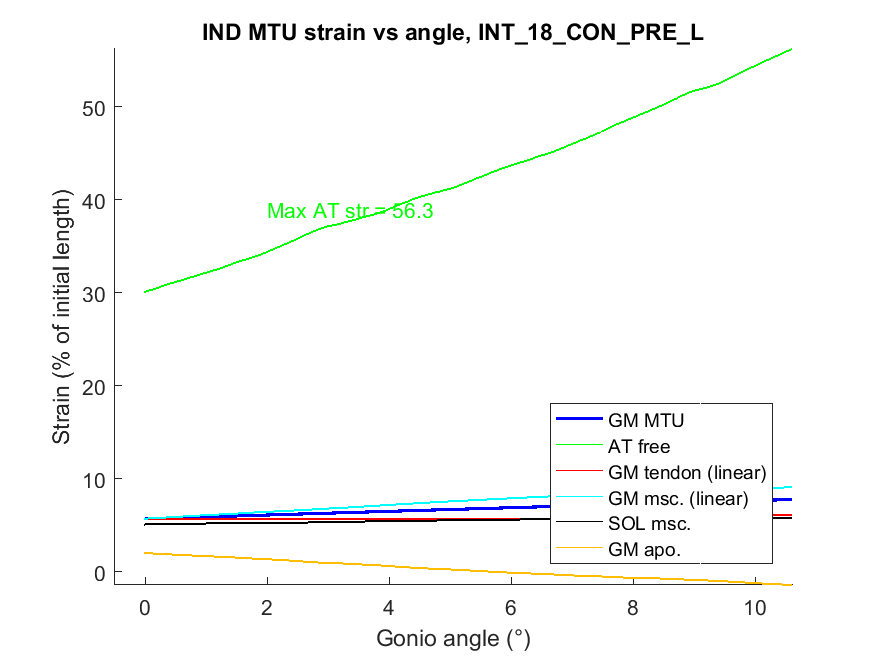 IND MTU strain vs angle, INT_18_CON_PRE_L
Strain (% of initial length)
50
40
30
20
10
0
Max AT str = 56.3
GM MTU
AT free
GM tendon (linear)
GM msc. (linear)
SOL msc.
GM apo.
0 2 4 6 8 10
Gonio angle (°)